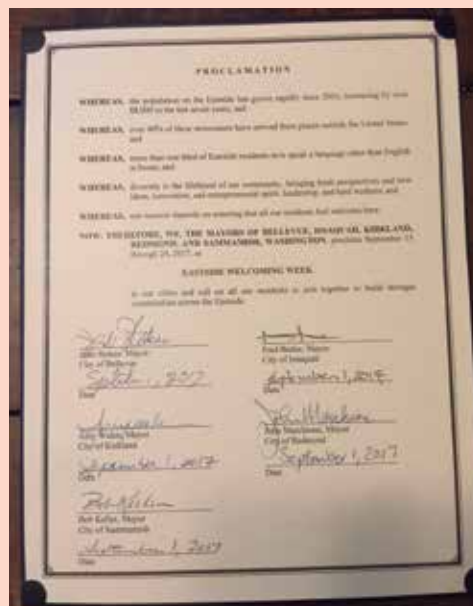 PROCLAMATION
WHEREAS, the population on the Eastside has grown rapidly since 2010, increasing by over
in the last seven years; and
WHEREAS, over 40% of these newcomers have arrived from places outside the United States;
and
WHEREAS, more than one third of Eastside residents now speak a language other than English
at home; and
WHEREAS, diversity is the lifeblood of our community, bringing fresh perspectives and new
ideas, innovation, and entrepreneurial spirit, leadership, and hard workers; and
WHEREAS, our success depends on ensuring that all our residents feel welcome here;
NOW, THEREFORE, WE, THE MAYORS OF BELLEVUE, ISSAQUAH, KIRKLAND,
REDMOND, AND SAMMAMISH, WASHINGTON, proclaim September 15
through 24, 2017, as
EASTSIDE WELCOMING WEEK
in our cities and call on all our residents to join together to build stronger
communities across the Eastside.
John Stokes, Mayor
City of Bellevue
2017
Date
Fred Butler, Mayor
City of Issaquah
September 1, 2017
Date
Amy Walen, Mayor
City of Kirkland
September 1, 2017
Date
John Marchione, Mayor
City of Redmond
September 1, 2017
Date
Bob Keller
Bob Keller, Mayor
City of Sammamish
September 1, 2017
Date